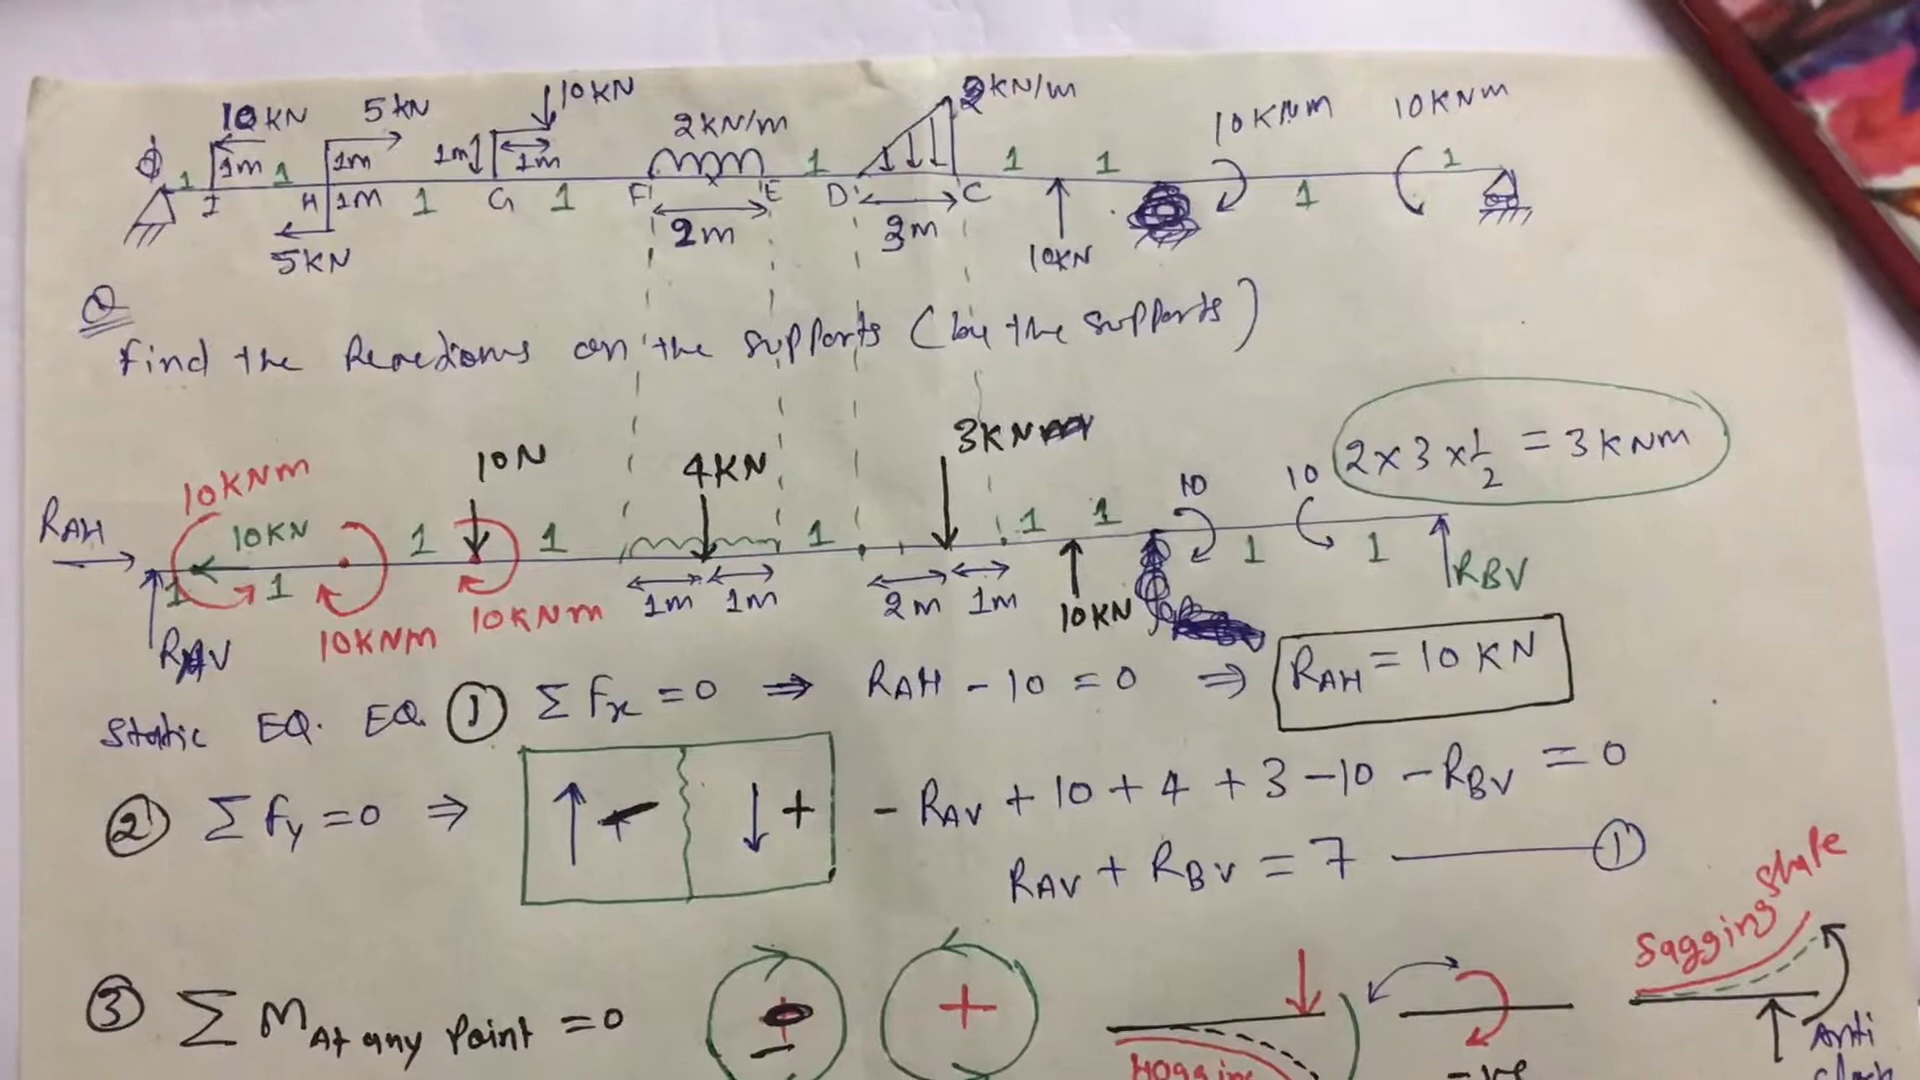 10KN 5KN 10KN 2KN/m 2KN/m 10KNM 10KNM
1 1m 1 1m 1m 1m 1 1 1 1
I H 1M 1 G 1 F E D C 1
5KN 2m 3m 10KN
Q
Find the Reactions on the supports (by the supports)
10KNm 10N 4KN 3KN 2×3×1/2 = 3KNm
RAH 10KN 1 1 1 1 1 10 10
1 1 1m 1m 2m 1m 1 1
RAV 10KNM 10KNm 10KN RBV
Static EQ. EQ. ① ΣFx = 0 ⇒ RAH - 10 = 0 ⇒ RAH = 10 KN
② ΣFy = 0 ⇒ ↑ - ↓ + - RAV + 10 + 4 + 3 - 10 - RBV = 0
RAV + RBV = 7 ①
③ ΣM At any Point = 0 - +
Hogging
-ve
Sagging Shape
Anti